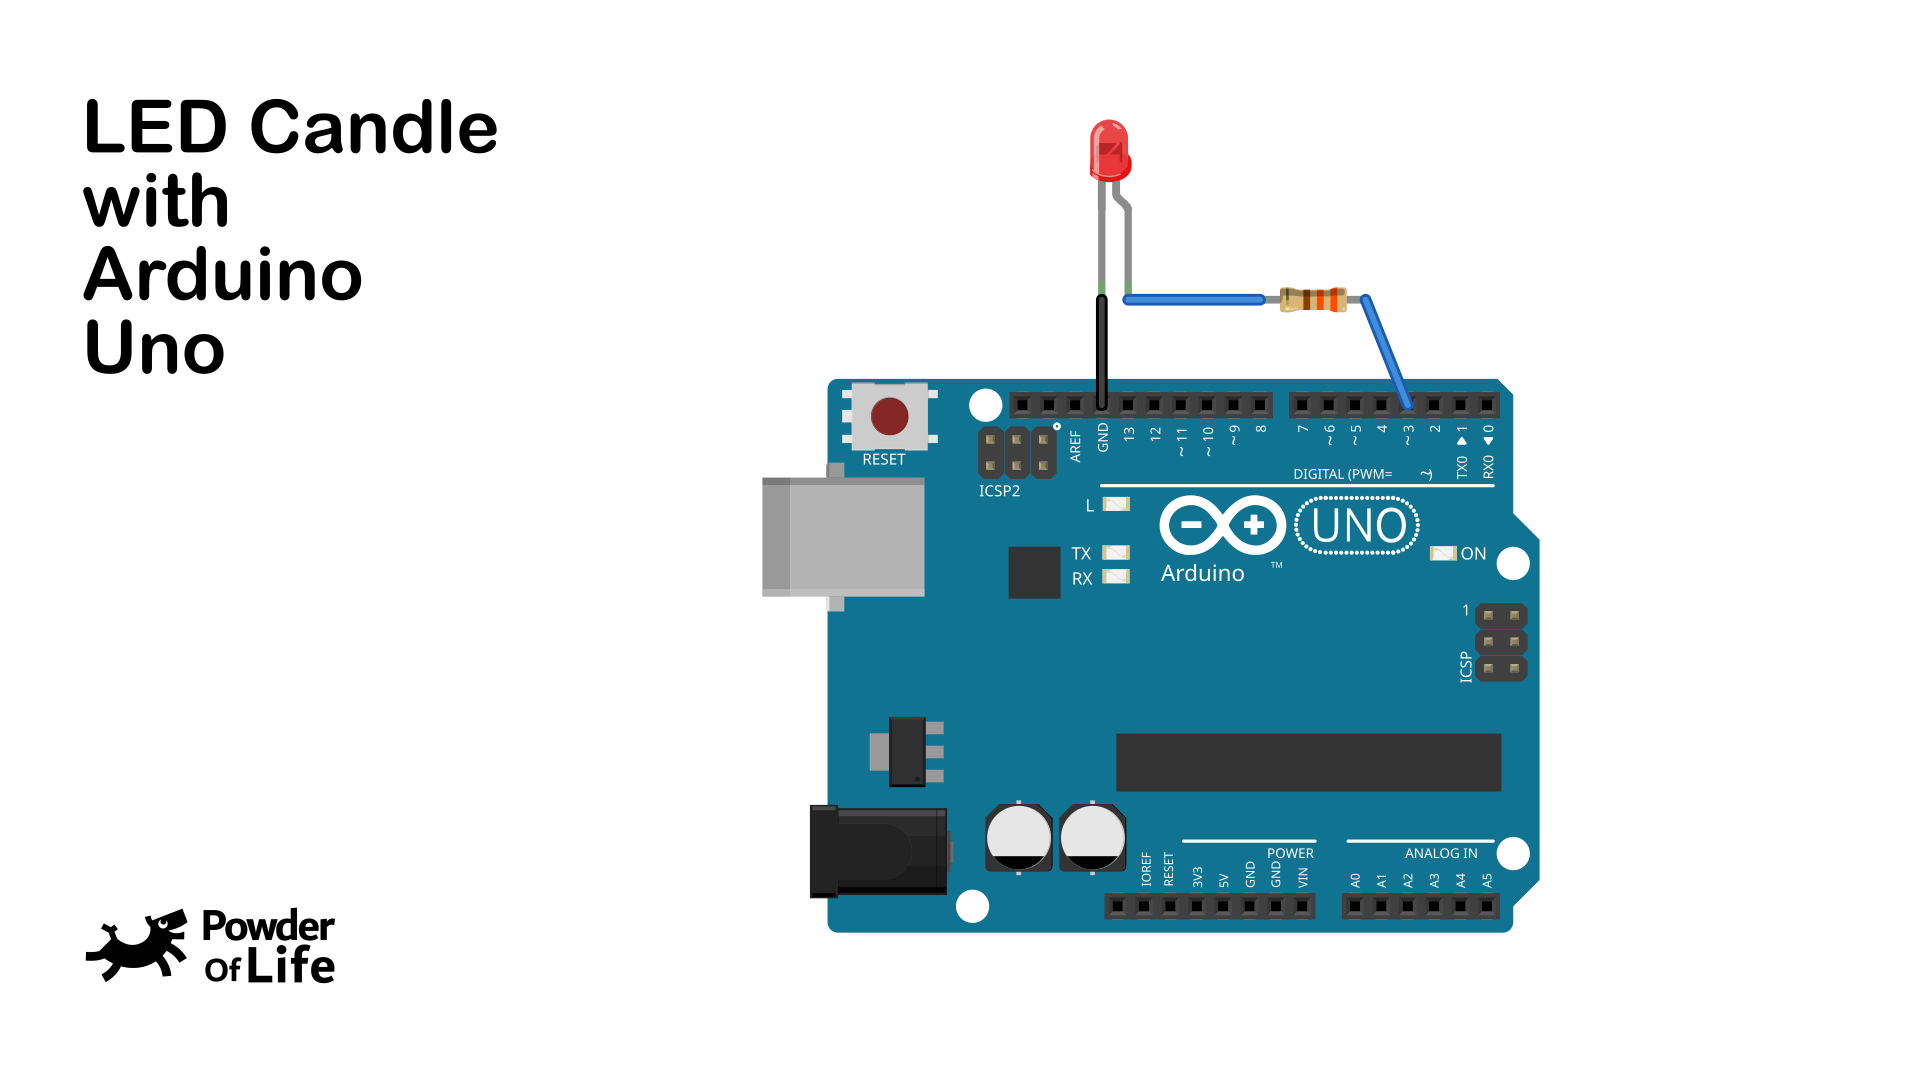 LED Candle
with
Arduino
Uno
RESET
ICSP2
AREF
GND
13
12
~11
~10
~9
8
7
~6
~5
4
~3
2
TX0 ▶ 1
RX0 ◀ 0
DIGITAL (PWM= ~)
L
TX
RX
UNO
Arduino
TM
ON
1
ICSP
POWER
ANALOG IN
IOREF
RESET
3V3
5V
GND
GND
VIN
A0
A1
A2
A3
A4
A5
Powder
Of Life